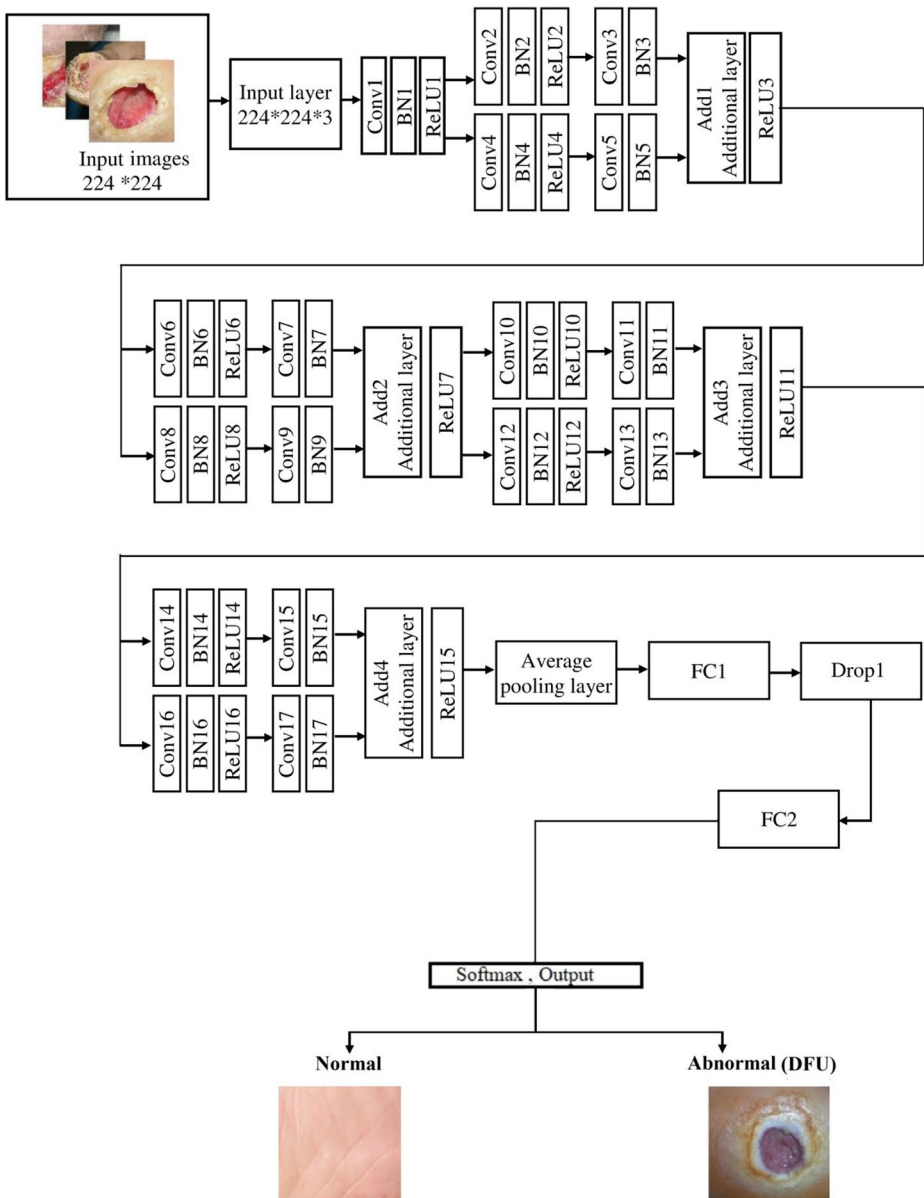 Input images
224 *224
Input layer
224*224*3
Conv1
BN1
ReLU1
Conv2
BN2
ReLU2
Conv3
BN3
Conv4
BN4
ReLU4
Conv5
BN5
Add1
Additional layer
ReLU3
Conv6
BN6
ReLU6
Conv7
BN7
Conv8
BN8
ReLU8
Conv9
BN9
Add2
Additional layer
ReLU7
Conv10
BN10
ReLU10
Conv11
BN11
Conv12
BN12
ReLU12
Conv13
BN13
Add3
Additional layer
ReLU11
Conv14
BN14
ReLU14
Conv15
BN15
Conv16
BN16
ReLU16
Conv17
BN17
Add4
Additional layer
ReLU15
Average
pooling layer
FC1
Drop1
FC2
Softmax , Output
Normal
Abnormal (DFU)